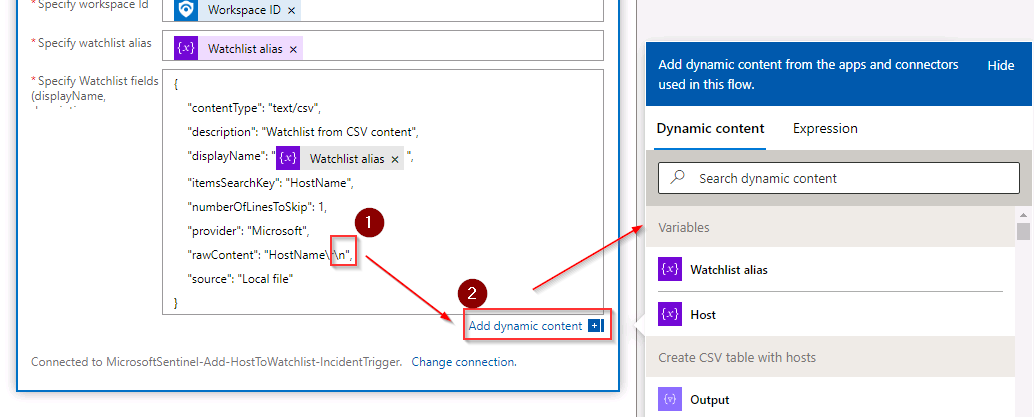 * Specify workspace Id
Workspace ID ×
* Specify watchlist alias
{x} Watchlist alias ×
* Specify Watchlist fields
(displayName,
{
"contentType": "text/csv",
"description": "Watchlist from CSV content",
"displayName": "{x} Watchlist alias × ",
"itemsSearchKey": "HostName",
"numberOfLinesToSkip": 1,
"provider": "Microsoft",
"rawContent": "HostName\r\n",
"source": "Local file"
}
1
2
Add dynamic content
Connected to MicrosoftSentinel-Add-HostToWatchlist-IncidentTrigger. Change connection.
Add dynamic content from the apps and connectors
used in this flow.
Hide
Dynamic content Expression
Search dynamic content
Variables
{x} Watchlist alias
{x} Host
Create CSV table with hosts
Output